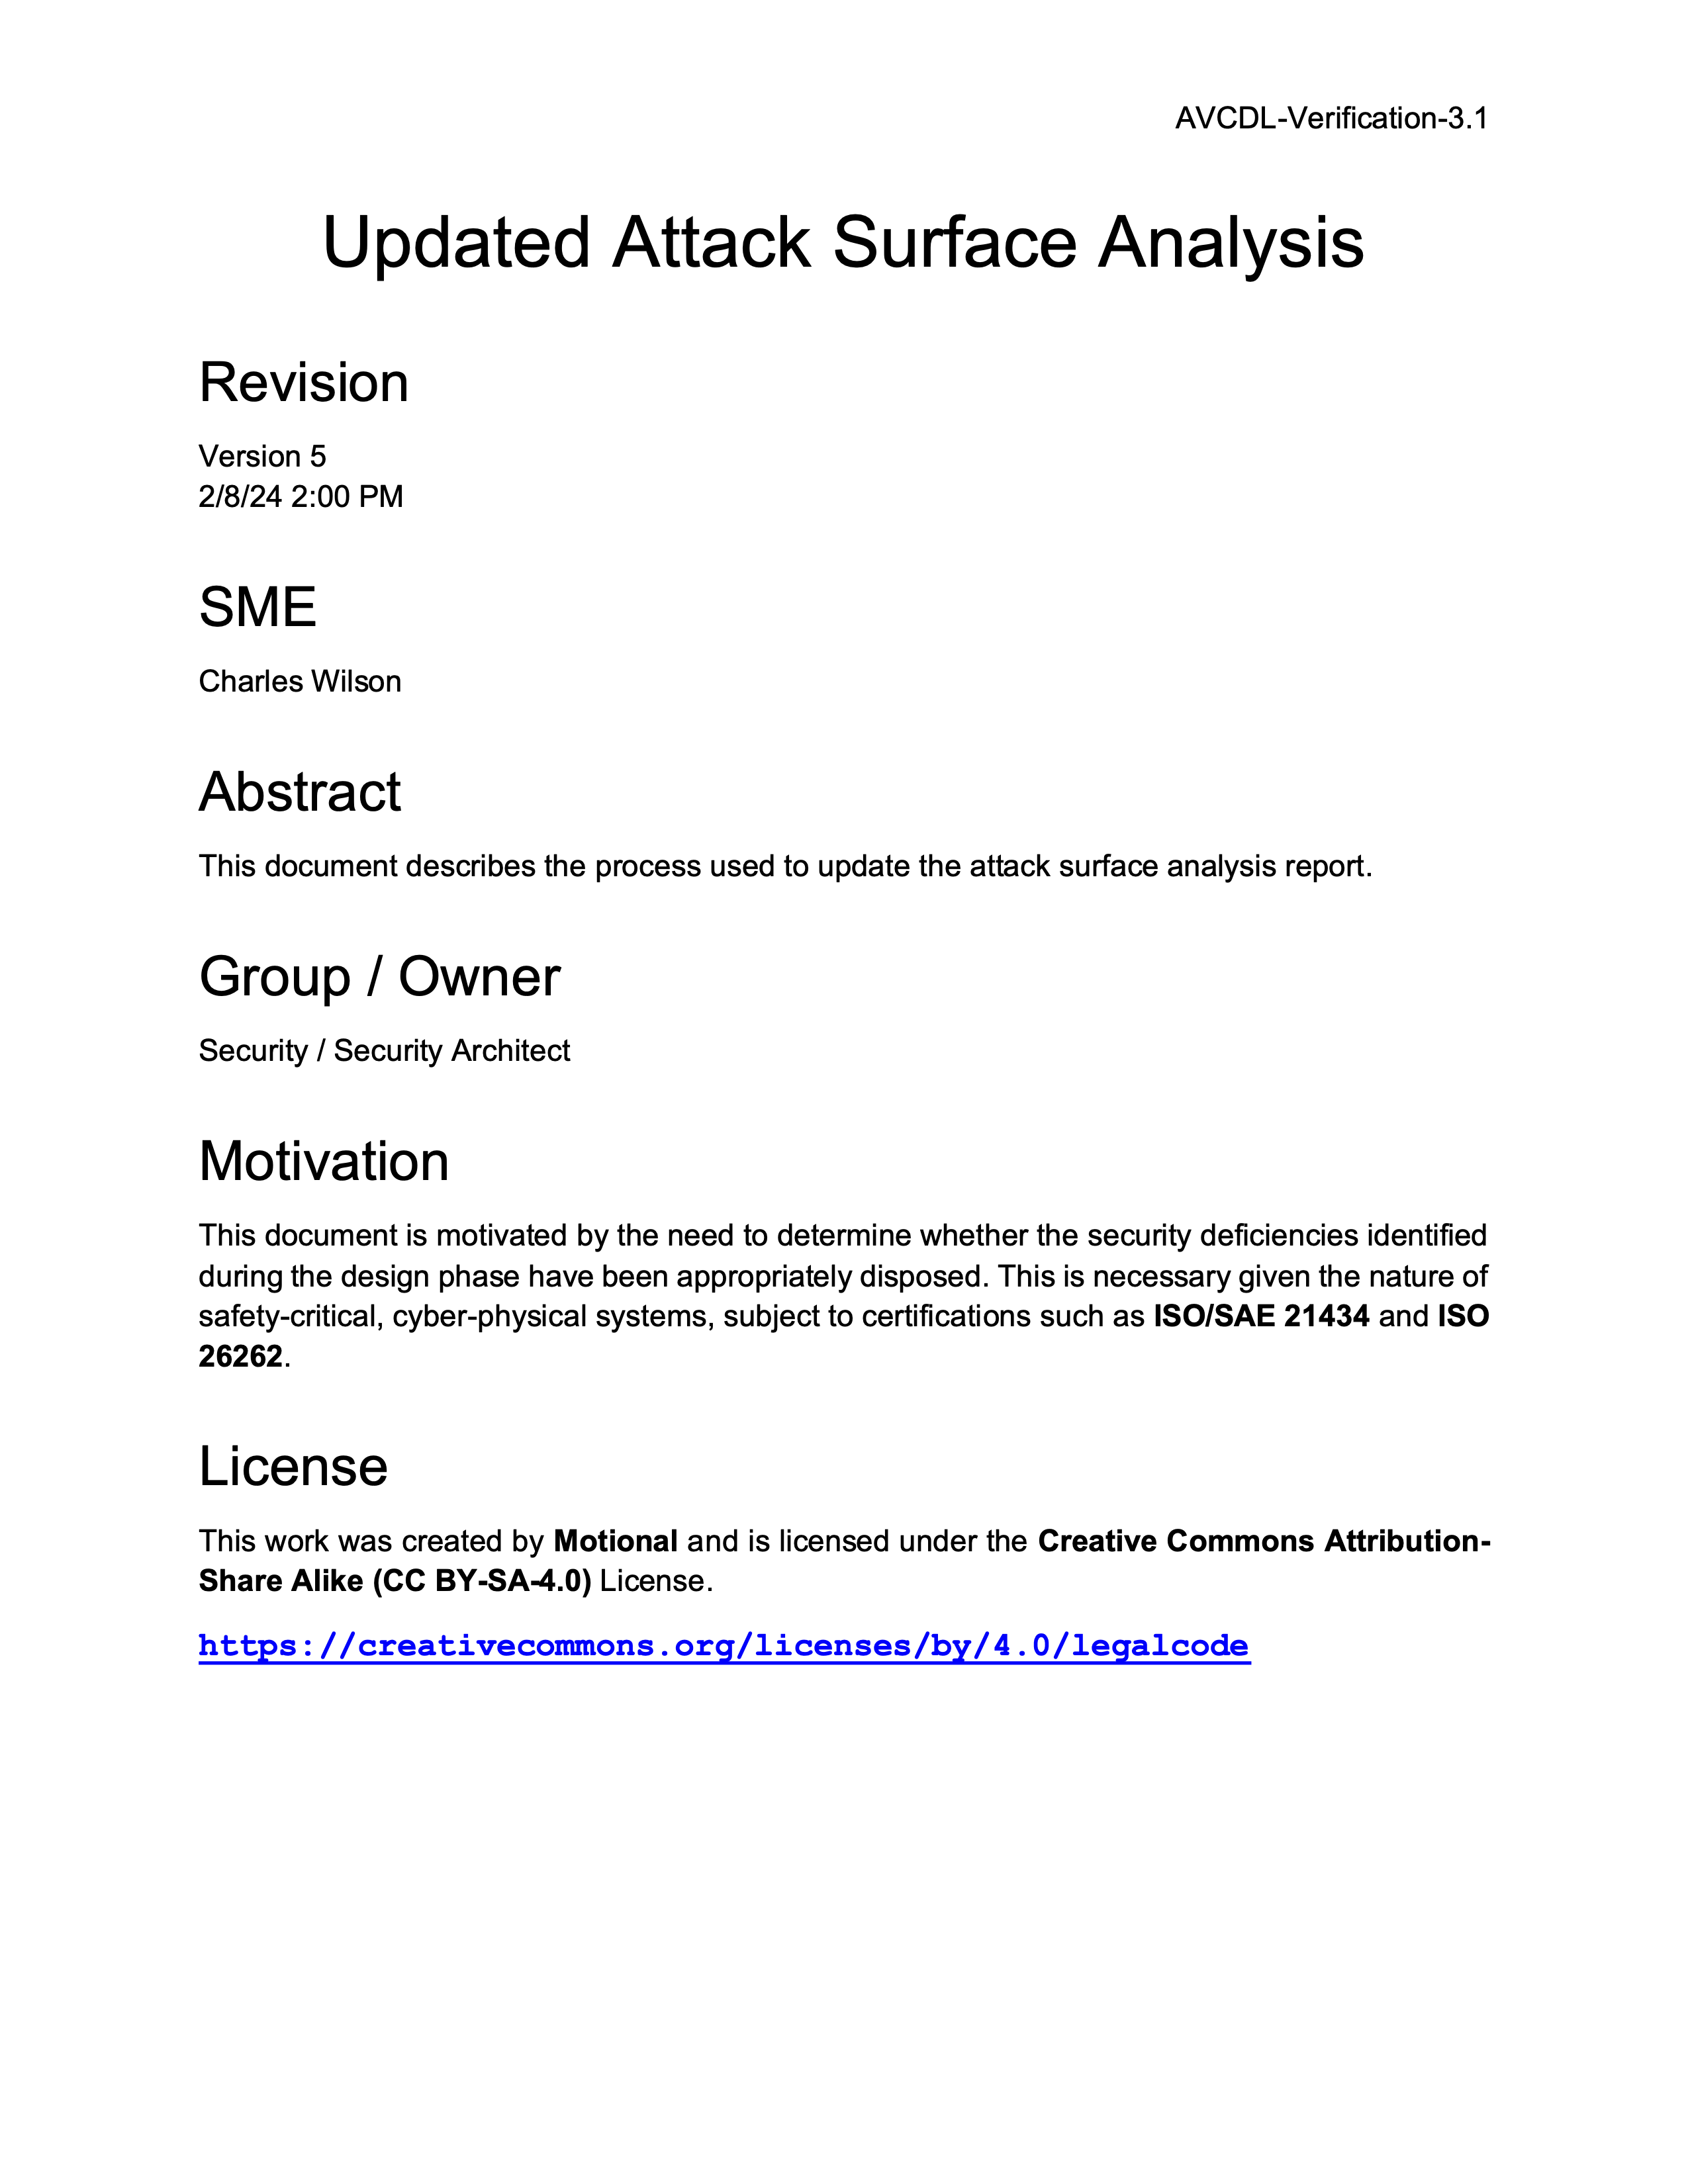 AVCDL-Verification-3.1
Updated Attack Surface Analysis
Revision
Version 5
2/8/24 2:00 PM
SME
Charles Wilson
Abstract
This document describes the process used to update the attack surface analysis report.
Group / Owner
Security / Security Architect
Motivation
This document is motivated by the need to determine whether the security deficiencies identified
during the design phase have been appropriately disposed. This is necessary given the nature of
safety-critical, cyber-physical systems, subject to certifications such as ISO/SAE 21434 and ISO
26262.
License
This work was created by Motional and is licensed under the Creative Commons Attribution-
Share Alike (CC BY-SA-4.0) License.
https://creativecommons.org/licenses/by/4.0/legalcode